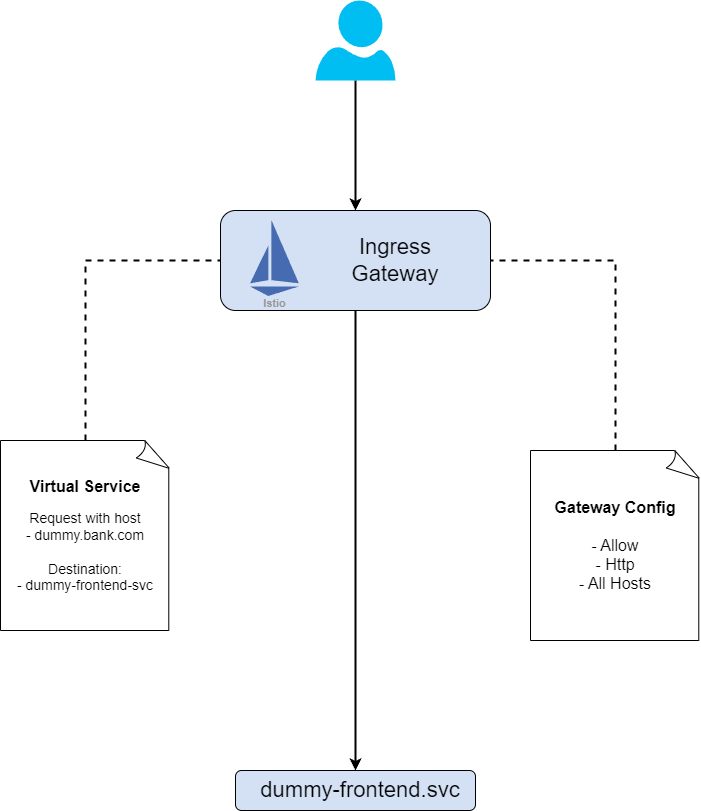 Ingress
Gateway
Istio
Virtual Service
Request with host
- dummy.bank.com
Destination:
- dummy-frontend-svc
Gateway Config
- Allow
- Http
- All Hosts
dummy-frontend.svc